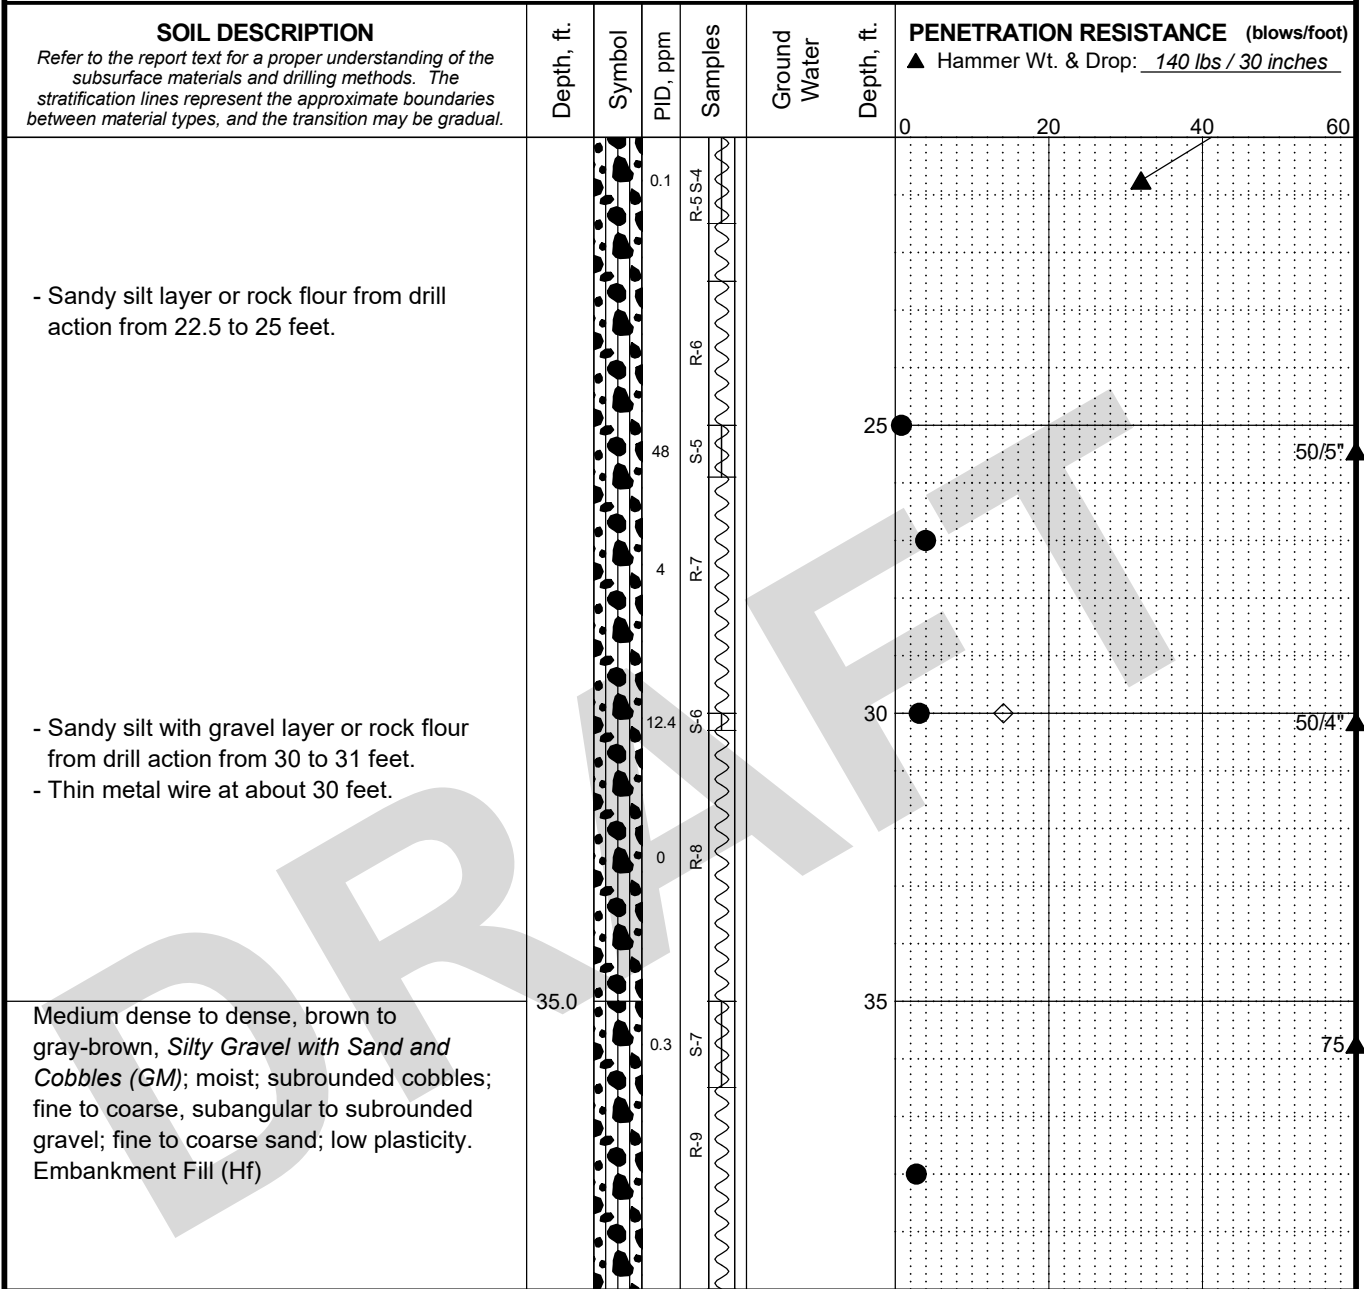 SOIL DESCRIPTION
Refer to the report text for a proper understanding of the
subsurface materials and drilling methods. The
stratification lines represent the approximate boundaries
between material types, and the transition may be gradual.
Depth, ft.
Symbol
PID, ppm
Samples
Ground
Water
Depth, ft.
PENETRATION RESISTANCE (blows/foot)
▲ Hammer Wt. & Drop: 140 lbs / 30 inches
0 20 40 60
0.1
S-4
R-5
- Sandy silt layer or rock flour from drill
action from 22.5 to 25 feet.
R-6
25
48
S-5
50/5"
4
R-7
- Sandy silt with gravel layer or rock flour
from drill action from 30 to 31 feet.
- Thin metal wire at about 30 feet.
12.4
S-6
30
50/4"
0
R-8
35.0
35
Medium dense to dense, brown to
gray-brown, Silty Gravel with Sand and
Cobbles (GM); moist; subrounded cobbles;
fine to coarse, subangular to subrounded
gravel; fine to coarse sand; low plasticity.
Embankment Fill (Hf)
0.3
S-7
75
R-9
DRAFT